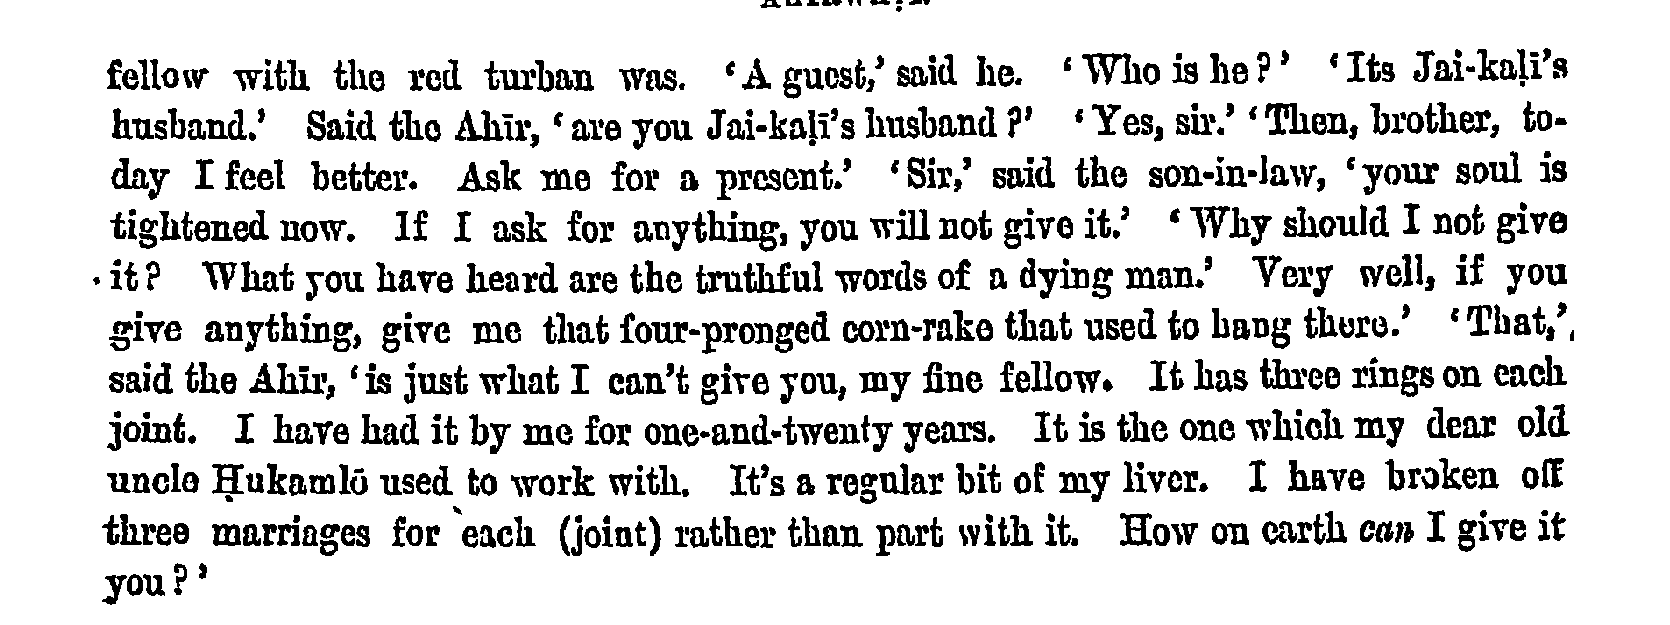 fellow with the red turban was. ‘A guest,’ said he. ‘Who is he?’ ‘Its Jai-kaḷi’s
husband.’ Said the Ahīr, ‘are you Jai-kaḷī’s husband?’ ‘Yes, sir.’ ‘Then, brother, to-
day I feel better. Ask me for a present.’ ‘Sir,’ said the son-in-law, ‘your soul is
tightened now. If I ask for anything, you will not give it.’ ‘Why should I not give
it? What you have heard are the truthful words of a dying man.’ Very well, if you
give anything, give me that four-pronged corn-rake that used to hang there.’ ‘That,’
said the Ahīr, ‘is just what I can’t give you, my fine fellow. It has three rings on each
joint. I have had it by me for one-and-twenty years. It is the one which my dear old
uncle Ḥukamlō used to work with. It’s a regular bit of my liver. I have broken off
three marriages for each (joint) rather than part with it. How on earth can I give it
you?’